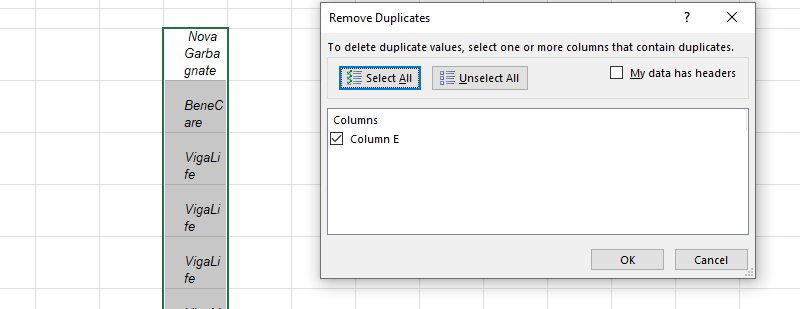 Nova
Garba
gnate
BeneC
are
VigaLi
fe
VigaLi
fe
VigaLi
fe
Remove Duplicates
?
To delete duplicate values, select one or more columns that contain duplicates.
Select All
Unselect All
My data has headers
Columns
Column E
OK
Cancel